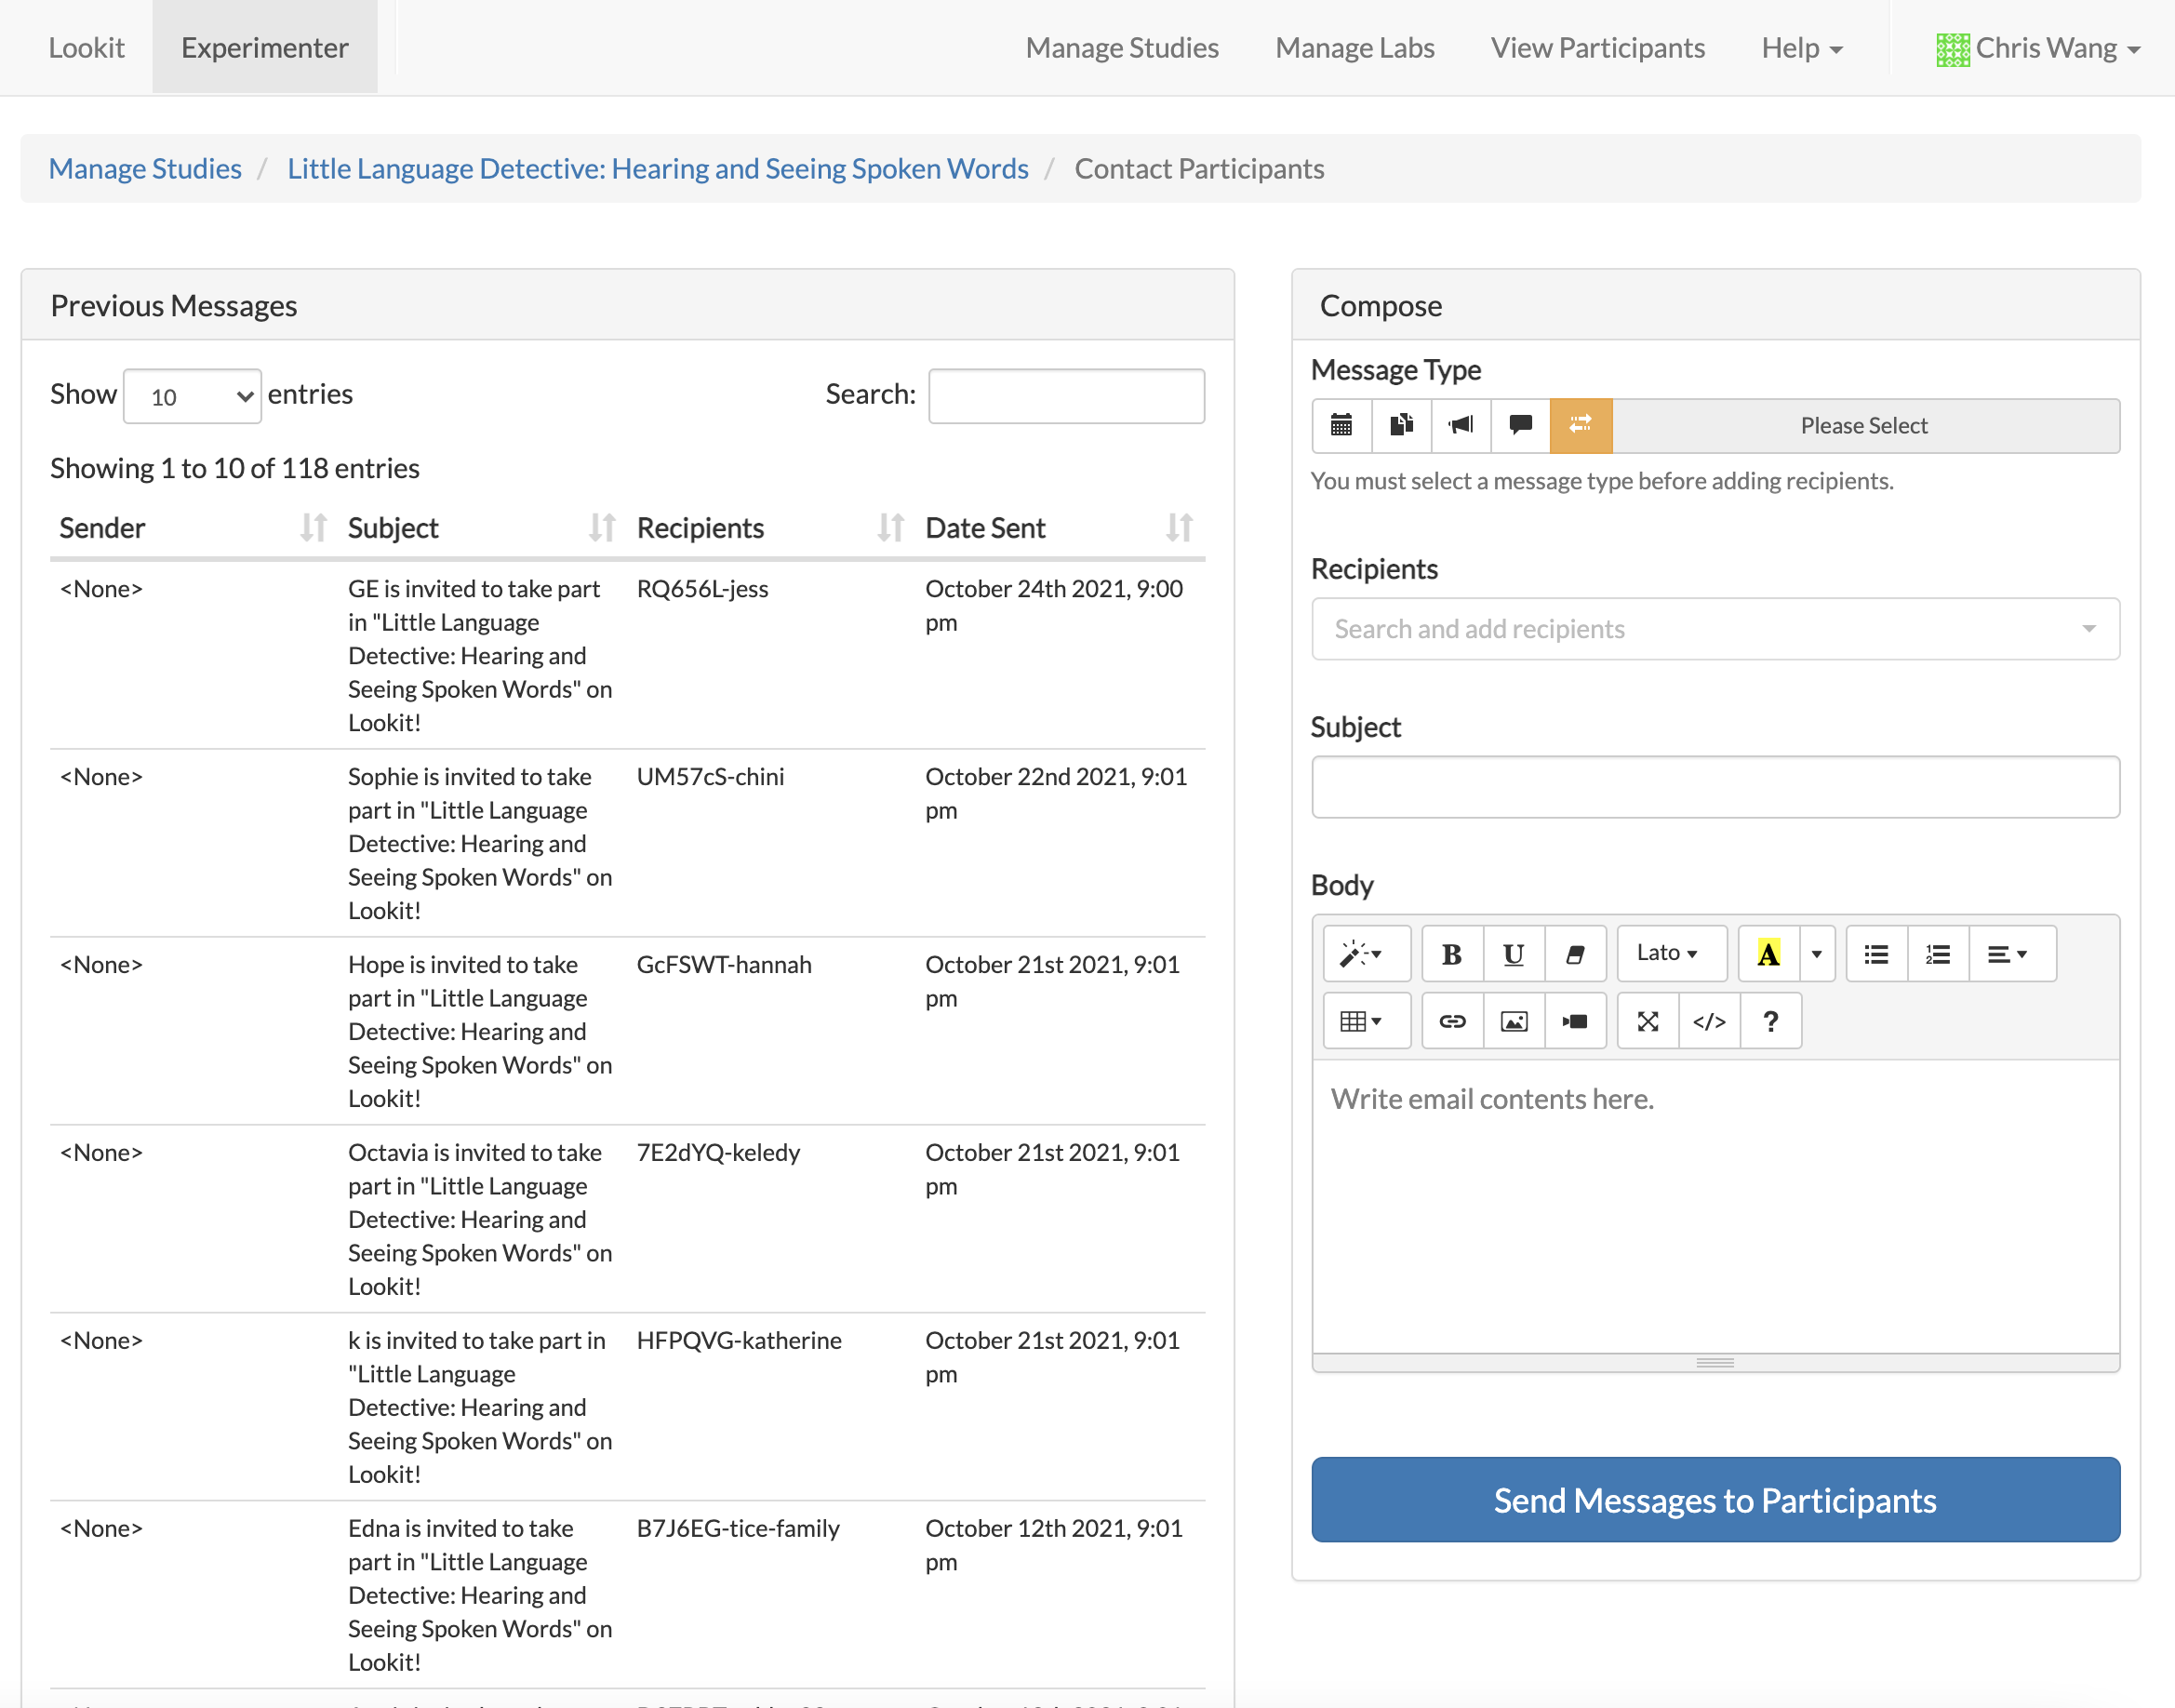 Lookit Experimenter Manage Studies Manage Labs View Participants Help Chris Wang
Manage Studies / Little Language Detective: Hearing and Seeing Spoken Words / Contact Participants
Previous Messages
Show 10 entries Search:
Showing 1 to 10 of 118 entries
Sender Subject Recipients Date Sent
<None> GE is invited to take part RQ656L-jess October 24th 2021, 9:00
in "Little Language pm
Detective: Hearing and
Seeing Spoken Words" on
Lookit!
<None> Sophie is invited to take UM57cS-chini October 22nd 2021, 9:01
part in "Little Language pm
Detective: Hearing and
Seeing Spoken Words" on
Lookit!
<None> Hope is invited to take GcFSWT-hannah October 21st 2021, 9:01
part in "Little Language pm
Detective: Hearing and
Seeing Spoken Words" on
Lookit!
<None> Octavia is invited to take 7E2dYQ-keledy October 21st 2021, 9:01
part in "Little Language pm
Detective: Hearing and
Seeing Spoken Words" on
Lookit!
<None> k is invited to take part in HFPQVG-katherine October 21st 2021, 9:01
"Little Language pm
Detective: Hearing and
Seeing Spoken Words" on
Lookit!
<None> Edna is invited to take B7J6EG-tice-family October 12th 2021, 9:01
part in "Little Language pm
Detective: Hearing and
Seeing Spoken Words" on
Lookit!
Compose
Message Type
Please Select
You must select a message type before adding recipients.
Recipients
Search and add recipients
Subject
Body
B U Lato A
</> ?
Write email contents here.
Send Messages to Participants